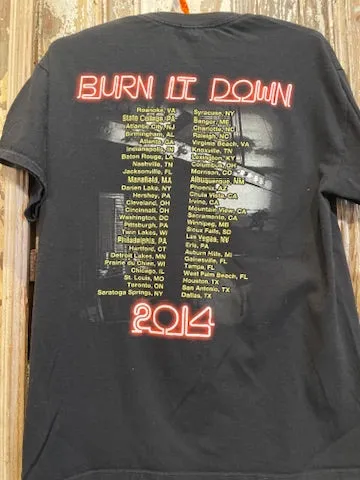 BURN IT DOWN
Roanoke, VA
State College, PA
Atlantic City, NJ
Birmingham, AL
Atlanta, GA
Indianapolis, IN
Baton Rouge, LA
Nashville, TN
Jacksonville, FL
Mansfield, MA
Darien Lake, NY
Hershey, PA
Cleveland, OH
Cincinnati, OH
Washington, DC
Pittsburgh, PA
Twin Lakes, WI
Philadelphia, PA
Hartford, CT
Detroit Lakes, MN
Prairie du Chien, WI
Chicago, IL
St. Louis, MO
Toronto, ON
Saratoga Springs, NY
Syracuse, NY
Bangor, ME
Charlotte, NC
Raleigh, NC
Virginia Beach, VA
Knoxville, TN
Lexington, KY
Columbus, OH
Morrison, CO
Albuquerque, NM
Phoenix, AZ
Chula Vista, CA
Irvine, CA
Mountain View, CA
Sacramento, CA
Winnipeg, MB
Sioux Falls, SD
Las Vegas, NV
Erie, PA
Auburn Hills, MI
Gainesville, FL
Tampa, FL
West Palm Beach, FL
Houston, TX
San Antonio, TX
Dallas, TX
2014